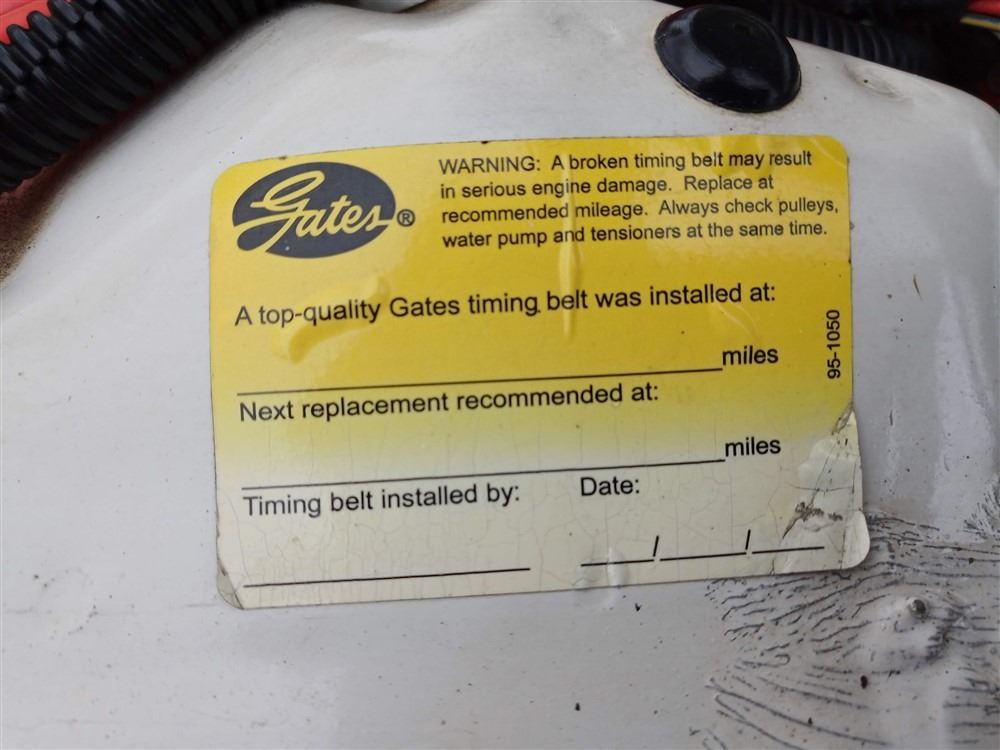 Gates®
WARNING: A broken timing belt may result
in serious engine damage. Replace at
recommended mileage. Always check pulleys,
water pump and tensioners at the same time.
A top-quality Gates timing belt was installed at:
miles
95-1050
Next replacement recommended at:
miles
Timing belt installed by: Date:
/ /